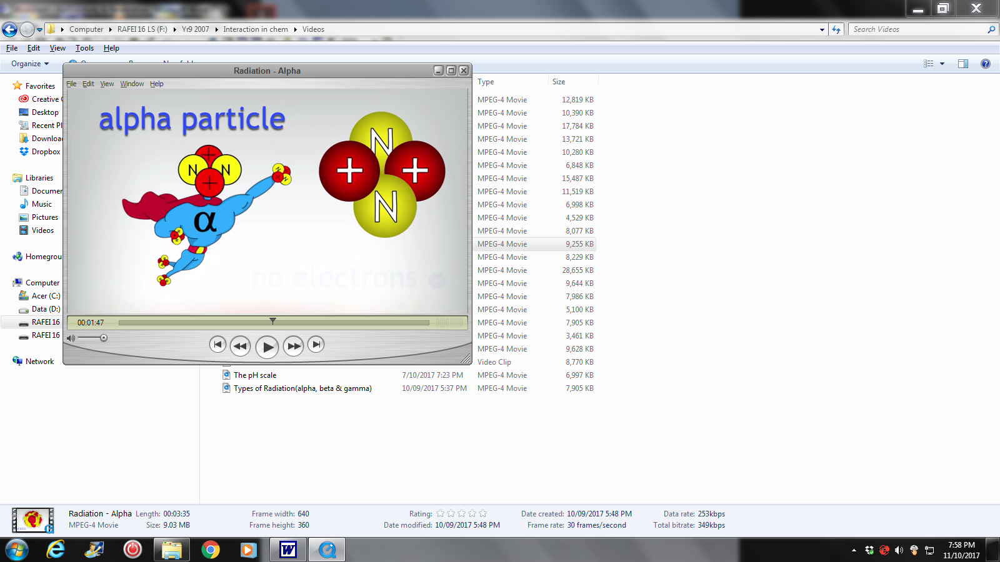 Computer ▸ RAFEI 16 LS (F:) ▸ Yr9 2007 ▸ Interaction in chem ▸ Videos
Search Videos
File Edit View Tools Help
Organize
Radiation - Alpha
File Edit View Window Help
alpha particle
N
+ +
N
+
N N
+
α
no electrons
00:01:47
Favorites
Creative
Desktop
Recent Pl
Downloa
Dropbox
Libraries
Documer
Music
Pictures
Videos
Homegrou
Computer
Acer (C:)
Data (D:)
RAFEI 16
RAFEI 16
Network
Type Size
MPEG-4 Movie 12,819 KB
MPEG-4 Movie 10,390 KB
MPEG-4 Movie 17,784 KB
MPEG-4 Movie 13,721 KB
MPEG-4 Movie 10,280 KB
MPEG-4 Movie 6,848 KB
MPEG-4 Movie 15,487 KB
MPEG-4 Movie 11,519 KB
MPEG-4 Movie 6,998 KB
MPEG-4 Movie 4,529 KB
MPEG-4 Movie 8,077 KB
MPEG-4 Movie 9,255 KB
MPEG-4 Movie 8,229 KB
MPEG-4 Movie 28,655 KB
MPEG-4 Movie 9,644 KB
MPEG-4 Movie 7,986 KB
MPEG-4 Movie 5,100 KB
MPEG-4 Movie 7,905 KB
MPEG-4 Movie 3,461 KB
MPEG-4 Movie 9,628 KB
Video Clip 8,770 KB
The pH scale 7/10/2017 7:23 PM MPEG-4 Movie 6,997 KB
Types of Radiation(alpha, beta & gamma) 10/09/2017 5:37 PM MPEG-4 Movie 7,905 KB
Radiation - Alpha Length: 00:03:35 Frame width: 640 Rating: Date created: 10/09/2017 5:48 PM Data rate: 253kbps
MPEG-4 Movie Size: 9.03 MB Frame height: 360 Date modified: 10/09/2017 5:48 PM Frame rate: 30 frames/second Total bitrate: 349kbps
W
7:58 PM
11/10/2017